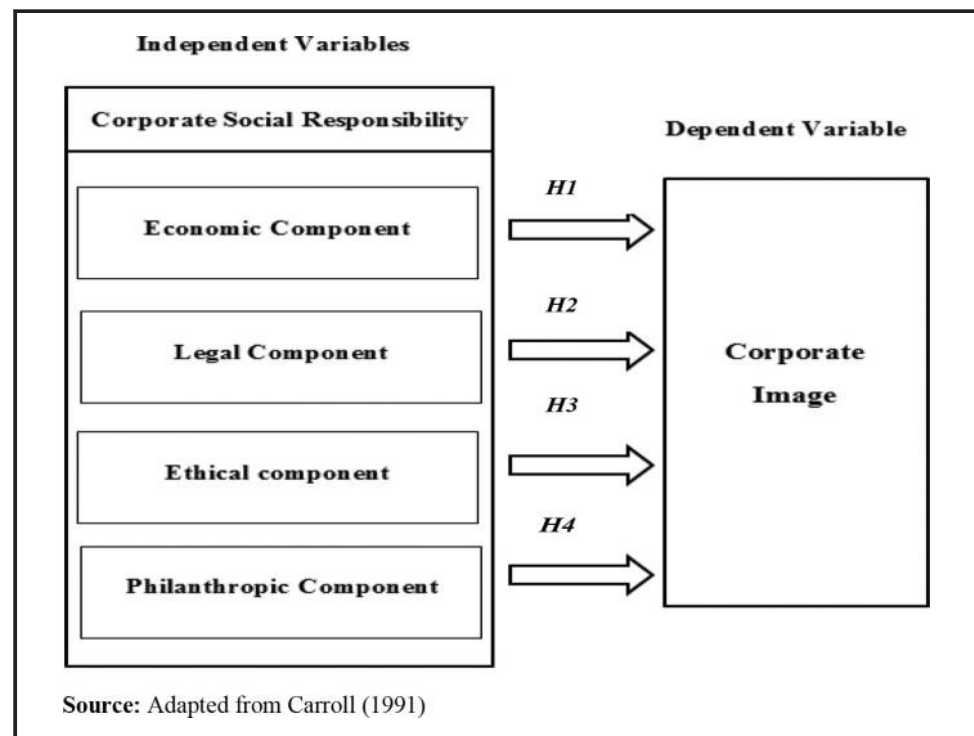 Independent Variables
Corporate Social Responsibility
Dependent Variable
Economic Component
H1
Legal Component
H2
Corporate
Image
Ethical component
H3
Philanthropic Component
H4
Source: Adapted from Carroll (1991)